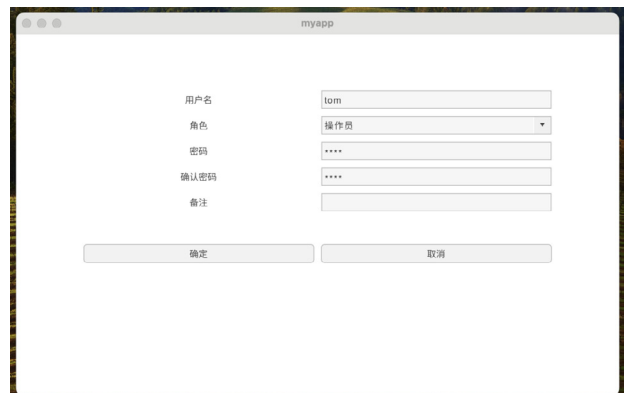 myapp
用户名 tom
角色 操作员
密码 ****
确认密码 ****
备注
确定 取消